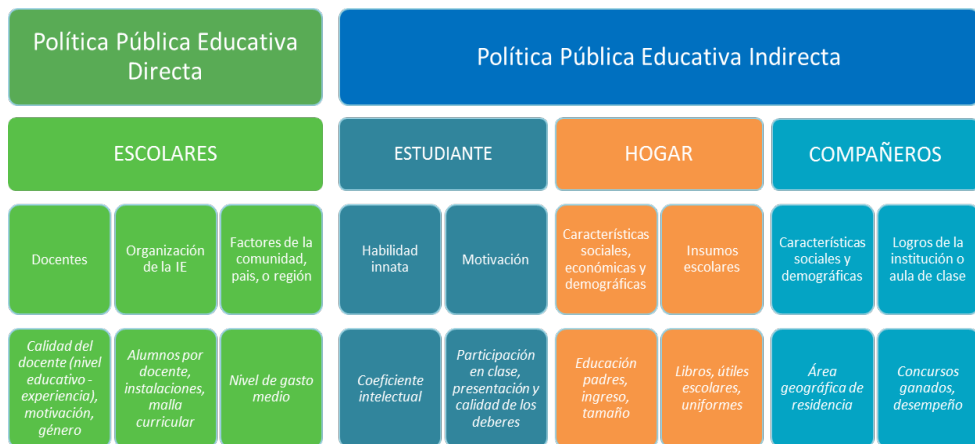 Política Pública Educativa
Directa
Política Pública Educativa Indirecta
ESCOLARES
ESTUDIANTE
HOGAR
COMPAÑEROS
Docentes
Organización
de la IE
Factores de la
comunidad,
pais, o región
Habilidad
innata
Motivación
Características
sociales,
económicas y
demográficas
Insumos
escolares
Características
sociales y
demográficas
Logros de la
institución o
aula de clase
Calidad del
docente (nivel
educativo -
experiencia),
motivación,
género
Alumnos por
docente,
instalaciones,
malla
curricular
Nivel de gasto
medio
Coeficiente
intelectual
Participación
en clase,
presentación y
calidad de los
deberes
Educación
padres,
ingreso,
tamaño
Libros, útiles
escolares,
uniformes
Área
geográfica de
residencia
Concursos
ganados,
desempeño